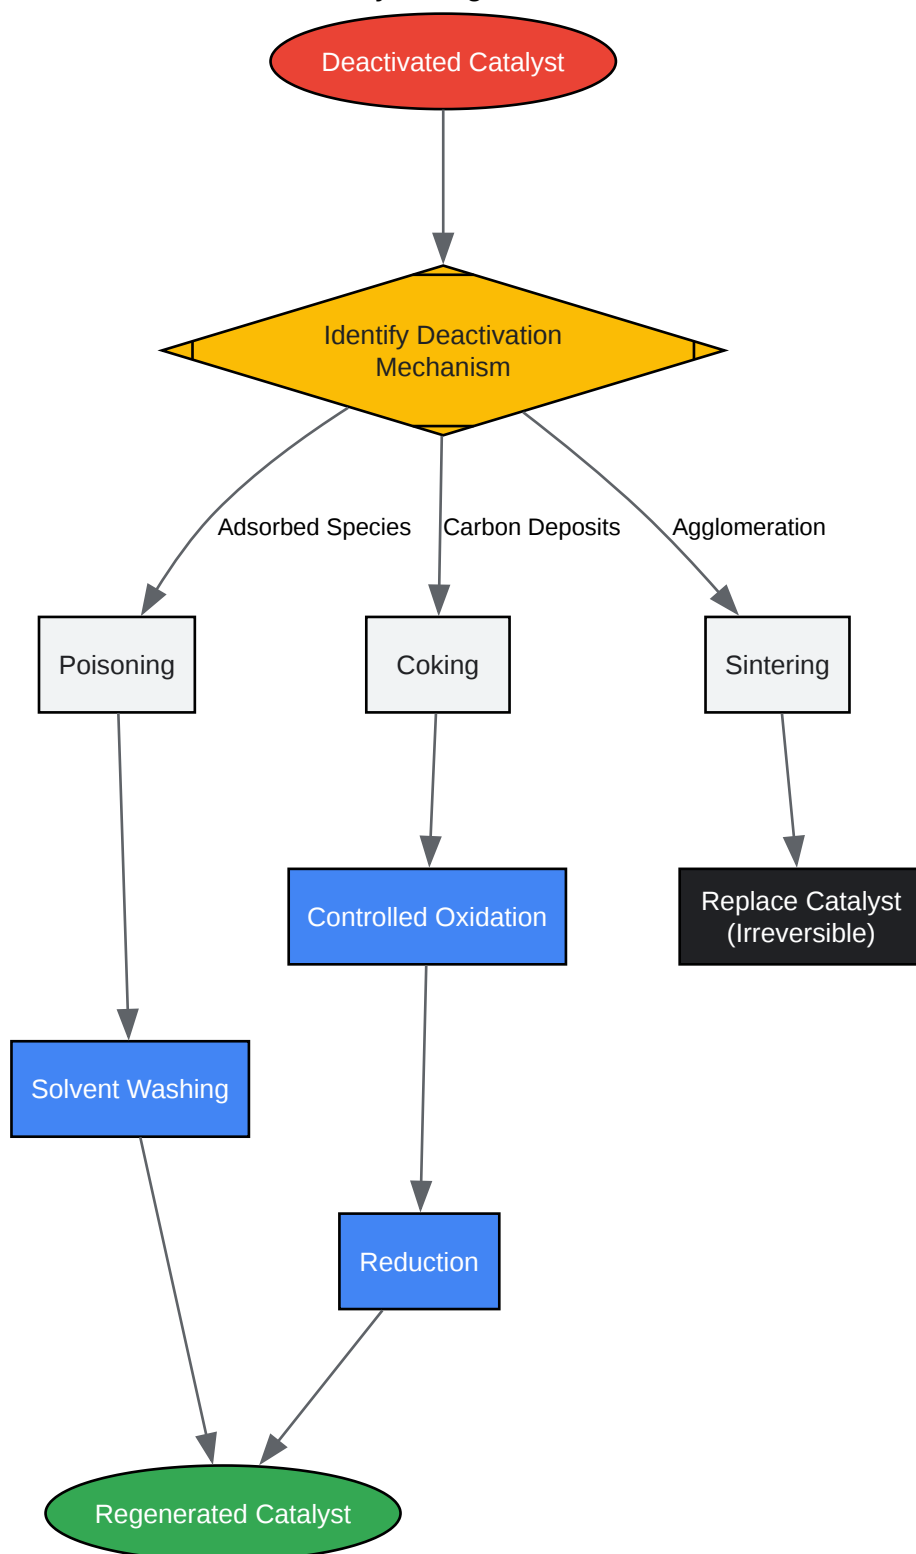 Deactivated Catalyst
Identify Deactivation
Mechanism
Adsorbed Species
Carbon Deposits
Agglomeration
Poisoning
Coking
Sintering
Controlled Oxidation
Replace Catalyst
(Irreversible)
Solvent Washing
Reduction
Regenerated Catalyst